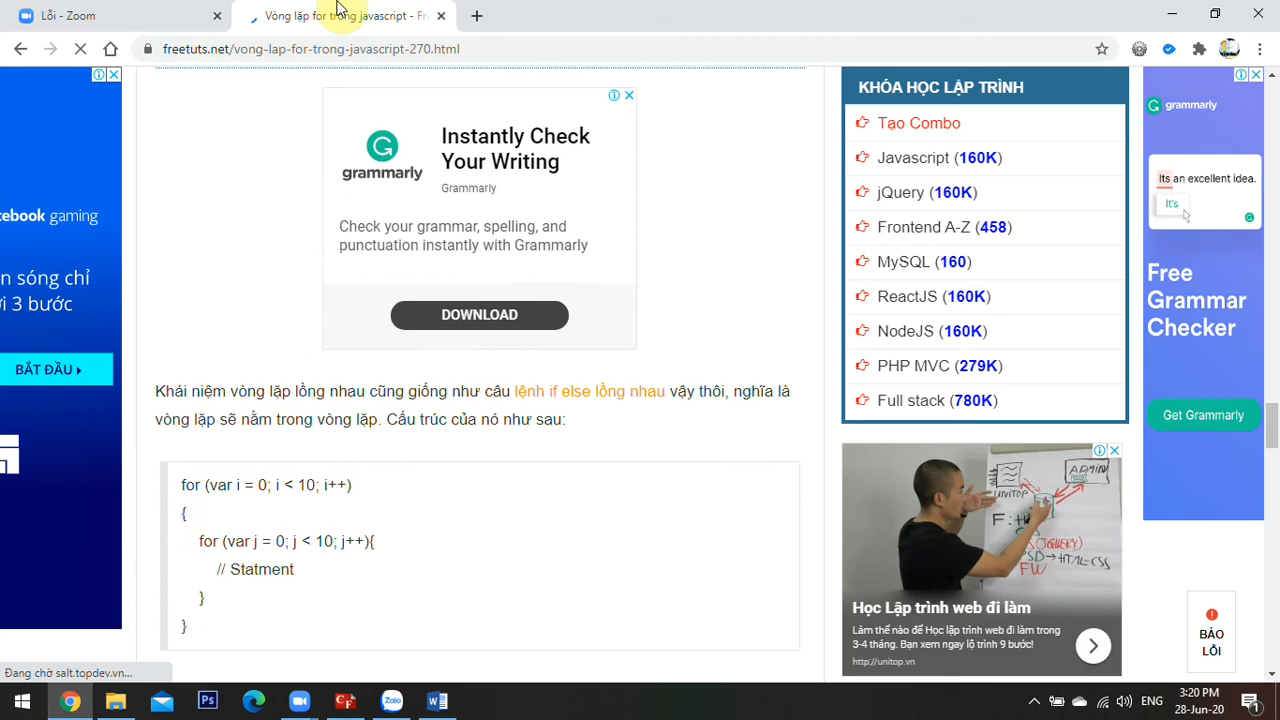 Lỗi - Zoom
Vòng lặp for trong javascript - Fr
freetuts.net/vong-lap-for-trong-javascript-270.html
tebook gaming
n sóng chỉ
ới 3 bước
BẮT ĐẦU
grammarly
Instantly Check
Your Writing
Grammarly
Check your grammar, spelling, and
punctuation instantly with Grammarly
DOWNLOAD
Khái niệm vòng lặp lồng nhau cũng giống như câu lệnh if else lồng nhau vậy thôi, nghĩa là
vòng lặp sẽ nằm trong vòng lặp. Cấu trúc của nó như sau:
for (var i = 0; i < 10; i++)
{
for (var j = 0; j < 10; j++){
// Statment
}
}
KHÓA HỌC LẬP TRÌNH
Tạo Combo
Javascript (160K)
jQuery (160K)
Frontend A-Z (458)
MySQL (160)
ReactJS (160K)
NodeJS (160K)
PHP MVC (279K)
Full stack (780K)
UNITOP
ADMIN
Học Lập trình web đi làm
Làm thế nào để Học lập trình web đi làm trong
3-4 tháng. Bạn xem ngay lộ trình 9 bước!
http://unitop.vn
grammarly
Its an excellent idea.
It's
Free
Grammar
Checker
Get Grammarly
BÁO
LỖI
Đang chờ salt.topdev.vn...
ENG
3:20 PM
28-Jun-20